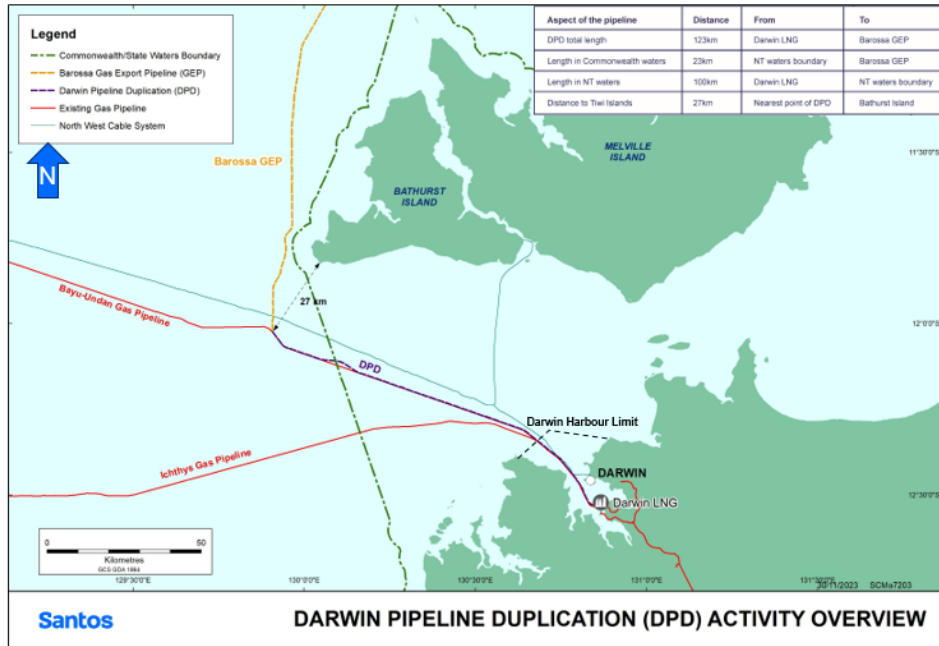 Legend
Commonwealth/State Waters Boundary
Barossa Gas Export Pipeline (GEP)
Darwin Pipeline Duplication (DPD)
Existing Gas Pipeline
North West Cable System
N
Aspect of the pipeline Distance From To
DPD total length 123km Darwin LNG Barossa GEP
Length in Commonwealth waters 23km NT waters boundary Barossa GEP
Length in NT waters 100km Darwin LNG NT waters boundary
Distance to Tiwi Islands 27km Nearest point of DPD Bathurst Island
Barossa GEP
MELVILLE
ISLAND
11°30'0"S
BATHURST
ISLAND
27 km
Bayu-Undan Gas Pipeline
12°0'0"S
DPD
Darwin Harbour Limit
Ichthys Gas Pipeline
DARWIN
12°30'0"S
Darwin LNG
0 50
Kilometres
GCS GDA 1994
129°30'0"E 130°0'0"E 130°30'0"E 131°0'0"E 131°30'0"E
30/11/2023 SCMa7203
Santos
DARWIN PIPELINE DUPLICATION (DPD) ACTIVITY OVERVIEW